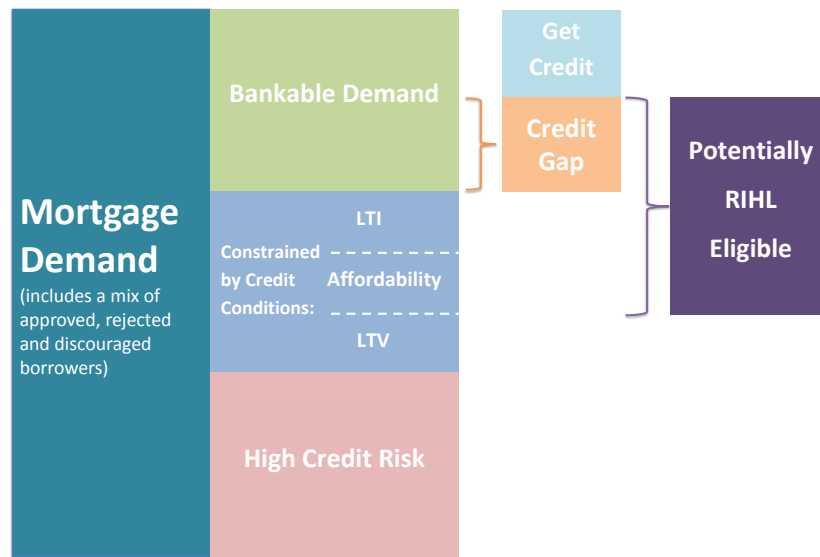 Mortgage
Demand
(includes a mix of
approved, rejected
and discouraged
borrowers)
Bankable Demand
Constrained
by Credit
Conditions:
LTI
Affordability
LTV
High Credit Risk
Get
Credit
Credit
Gap
Potentially
RIHL
Eligible